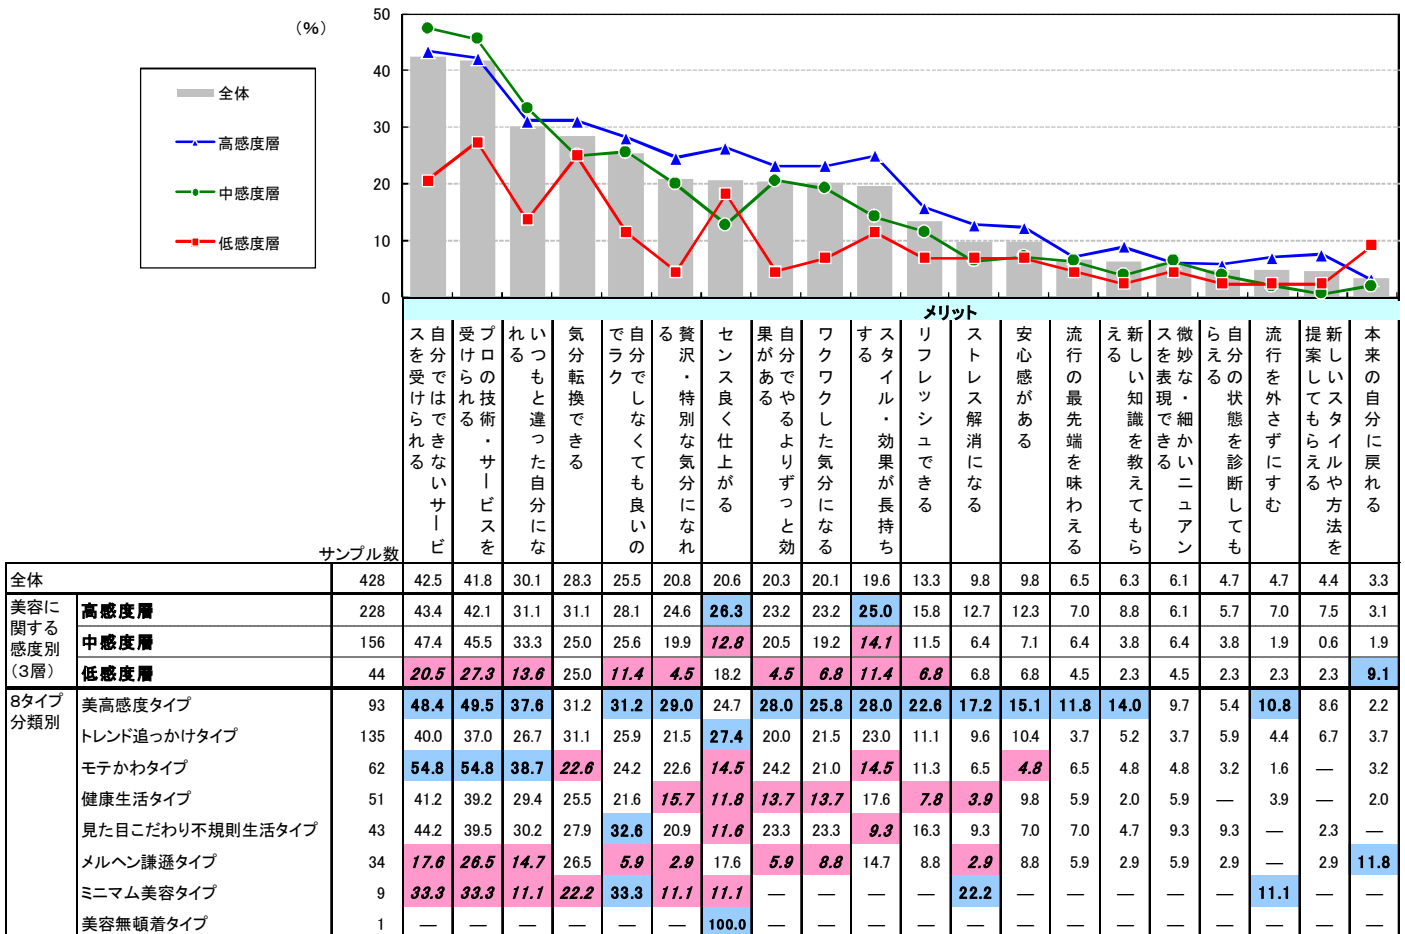 （%）
50
40
30
20
10
0
全体
高感度層
中感度層
低感度層
メリット
自分ではできないサービスを受けられる
プロの技術・サービスを受けられる
いつもと違った自分になれる
気分転換できる
自分でしなくても良いのでラク
贅沢・特別な気分になれる
センス良く仕上がる
自分でやるよりずっと効果がある
ワクワクした気分になる
スタイル・効果が長持ちする
リフレッシュできる
ストレス解消になる
安心感がある
流行の最先端を味わえる
新しい知識を教えてもらえる
微妙な・細かいニュアンスを表現できる
自分の状態を診断してもらえる
流行を外さずにすむ
新しいスタイルや方法を提案してもらえる
本来の自分に戻れる
サンプル数
全体 428 42.5 41.8 30.1 28.3 25.5 20.8 20.6 20.3 20.1 19.6 13.3 9.8 9.8 6.5 6.3 6.1 4.7 4.7 4.4 3.3
美容に関する感度別（3層）
高感度層 228 43.4 42.1 31.1 31.1 28.1 24.6 26.3 23.2 23.2 25.0 15.8 12.7 12.3 7.0 8.8 6.1 5.7 7.0 7.5 3.1
中感度層 156 47.4 45.5 33.3 25.0 25.6 19.9 12.8 20.5 19.2 14.1 11.5 6.4 7.1 6.4 3.8 6.4 3.8 1.9 0.6 1.9
低感度層 44 20.5 27.3 13.6 25.0 11.4 4.5 18.2 4.5 6.8 11.4 6.8 6.8 6.8 4.5 2.3 4.5 2.3 2.3 2.3 9.1
8タイプ分類別
美高感度タイプ 93 48.4 49.5 37.6 31.2 31.2 29.0 24.7 28.0 25.8 28.0 22.6 17.2 15.1 11.8 14.0 9.7 5.4 10.8 8.6 2.2
トレンド追っかけタイプ 135 40.0 37.0 26.7 31.1 25.9 21.5 27.4 20.0 21.5 23.0 11.1 9.6 10.4 3.7 5.2 3.7 5.9 4.4 6.7 3.7
モテかわタイプ 62 54.8 54.8 38.7 22.6 24.2 22.6 14.5 24.2 21.0 14.5 11.3 6.5 4.8 6.5 4.8 4.8 3.2 1.6 — 3.2
健康生活タイプ 51 41.2 39.2 29.4 25.5 21.6 15.7 11.8 13.7 13.7 17.6 7.8 3.9 9.8 5.9 2.0 5.9 — 3.9 — 2.0
見た目こだわり不規則生活タイプ 43 44.2 39.5 30.2 27.9 32.6 20.9 11.6 23.3 23.3 9.3 16.3 9.3 7.0 7.0 4.7 9.3 9.3 — 2.3 —
メルヘン謙遜タイプ 34 17.6 26.5 14.7 26.5 5.9 2.9 17.6 5.9 8.8 14.7 8.8 2.9 8.8 5.9 2.9 5.9 2.9 — 2.9 11.8
ミニマム美容タイプ 9 33.3 33.3 11.1 22.2 33.3 11.1 11.1 — — — — 22.2 — — — — — 11.1 — —
美容無頓着タイプ 1 — — — — — — 100.0 — — — — — — — — — — — — —